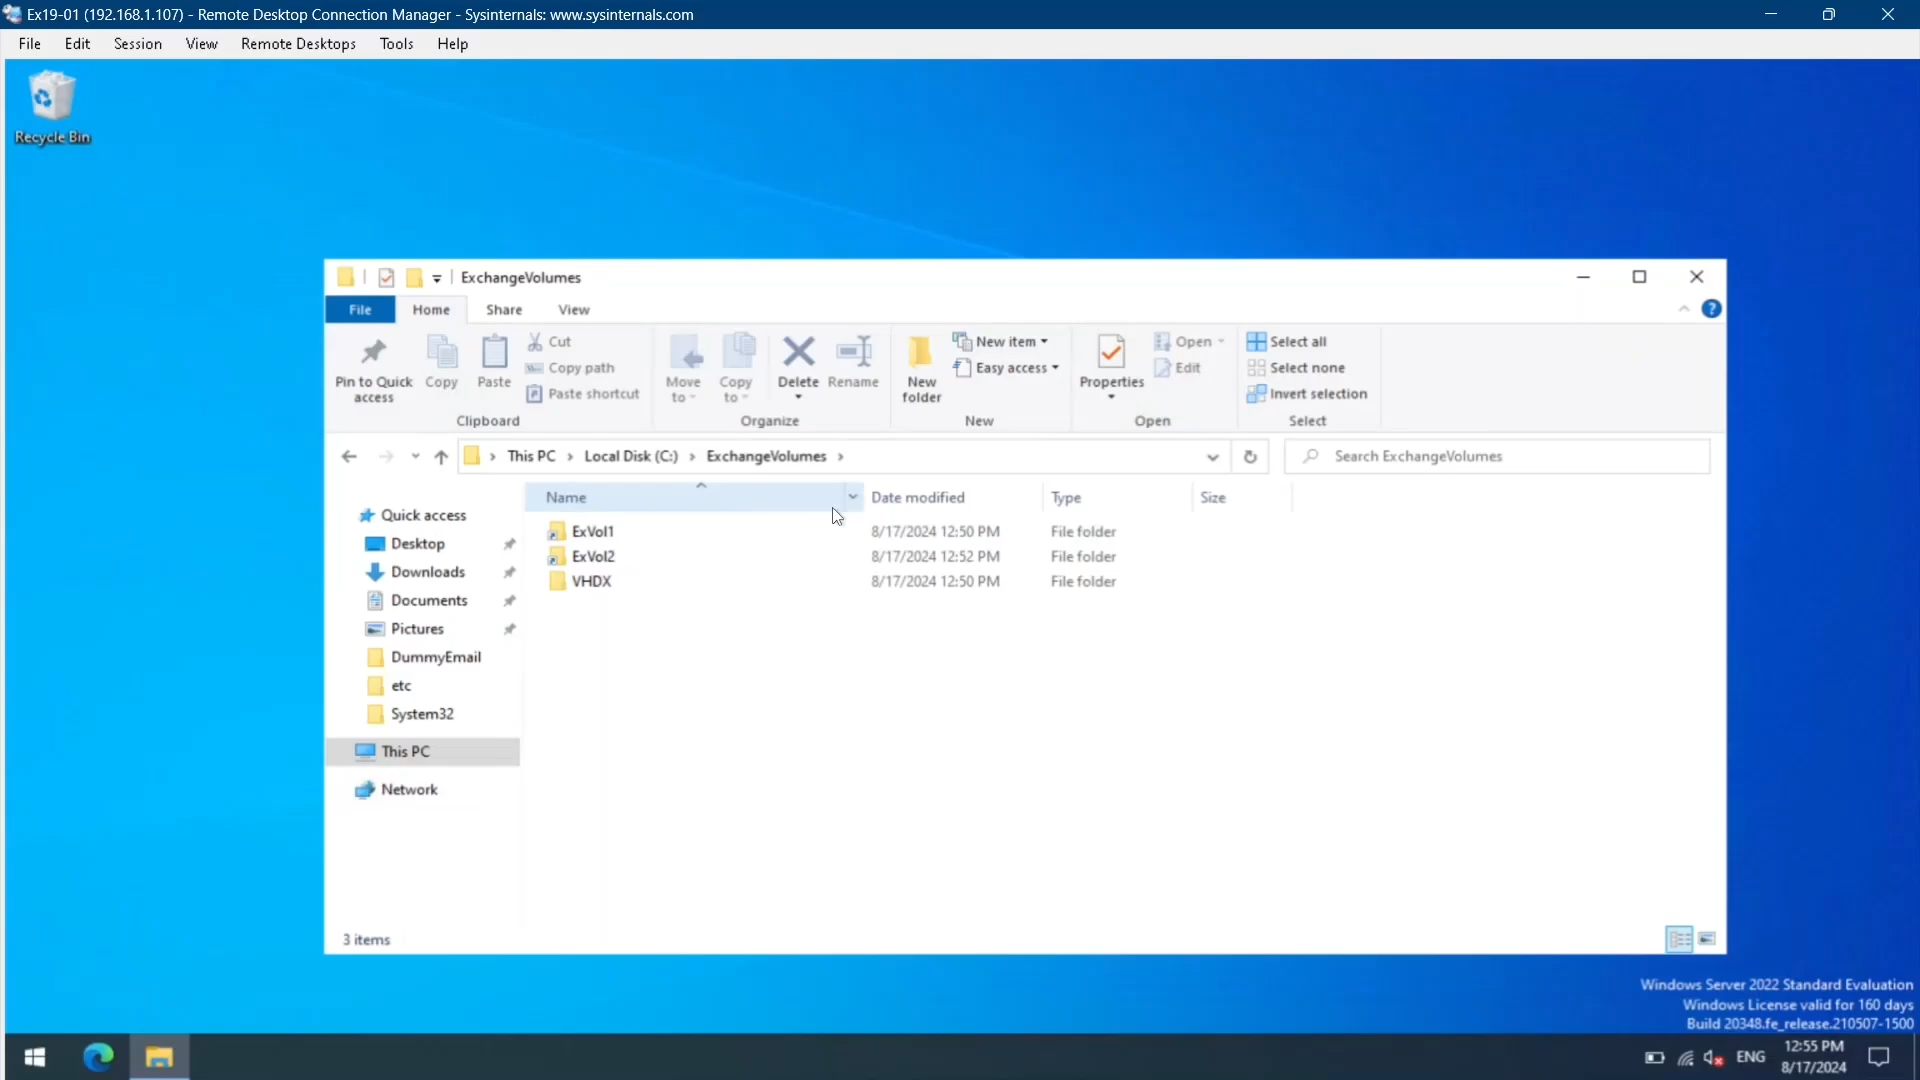 Ex19-01 (192.168.1.107) - Remote Desktop Connection Manager - Sysinternals: www.sysinternals.com
File Edit Session View Remote Desktops Tools Help
Recycle Bin
ExchangeVolumes
File Home Share View
Pin to Quick access
Copy
Paste
Cut
Copy path
Paste shortcut
Clipboard
Move to
Copy to
Delete
Rename
Organize
New folder
New item
Easy access
New
Properties
Open
Edit
Open
Select all
Select none
Invert selection
Select
This PC › Local Disk (C:) › ExchangeVolumes ›
Search ExchangeVolumes
Quick access
Desktop
Downloads
Documents
Pictures
DummyEmail
etc
System32
This PC
Network
Name Date modified Type Size
ExVol1 8/17/2024 12:50 PM File folder
ExVol2 8/17/2024 12:52 PM File folder
VHDX 8/17/2024 12:50 PM File folder
3 items
Windows Server 2022 Standard Evaluation
Windows License valid for 160 days
Build 20348.fe_release.210507-1500
ENG
12:55 PM
8/17/2024